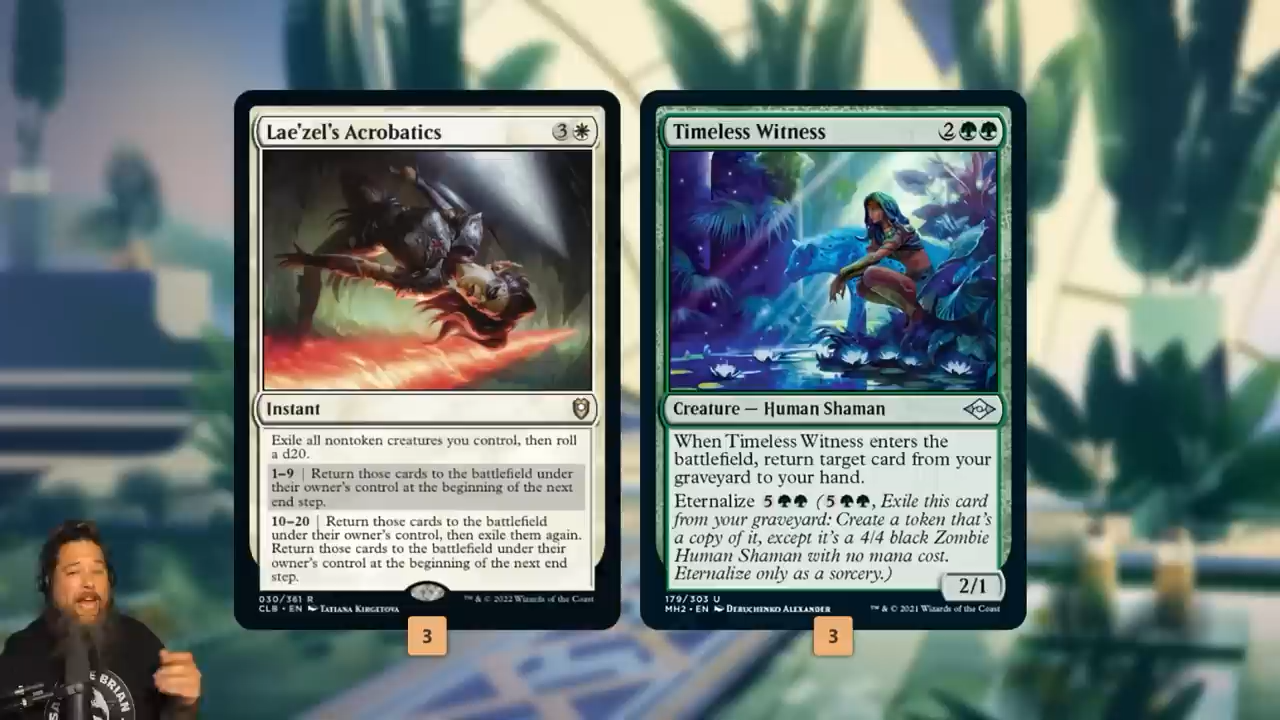 Lae'zel's Acrobatics
3
Instant
Exile all nontoken creatures you control, then roll
a d20.
1–9 | Return those cards to the battlefield under
their owner's control at the beginning of the next
end step.
10–20 | Return those cards to the battlefield
under their owner's control, then exile them again.
Return those cards to the battlefield under their
owner's control at the beginning of the next end
step.
030/361 R
CLB • EN TATIANA KIRGETOVA
™ & © 2022 Wizards of the Coast
3
Timeless Witness
2
Creature — Human Shaman
When Timeless Witness enters the
battlefield, return target card from your
graveyard to your hand.
Eternalize 5 (5, Exile this card
from your graveyard: Create a token that's
a copy of it, except it's a 4/4 black Zombie
Human Shaman with no mana cost.
Eternalize only as a sorcery.)
2/1
179/303 U
MH2 • EN DERUCHENKO ALEXANDER
™ & © 2021 Wizards of the Coast
3
BRIAN